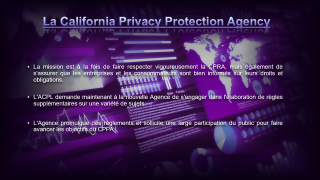 La California Privacy Protection Agency
• La mission est à la fois de faire respecter vigoureusement la CPRA, mais également de
s'assurer que les entreprises et les consommateurs sont bien informés sur leurs droits et
obligations.
• L'ACPL demande maintenant à la nouvelle Agence de s'engager dans l'élaboration de règles
supplémentaires sur une variété de sujets.
• L'Agence promulgue des règlements et sollicite une large participation du public pour faire
avancer les objectifs du CPPA.